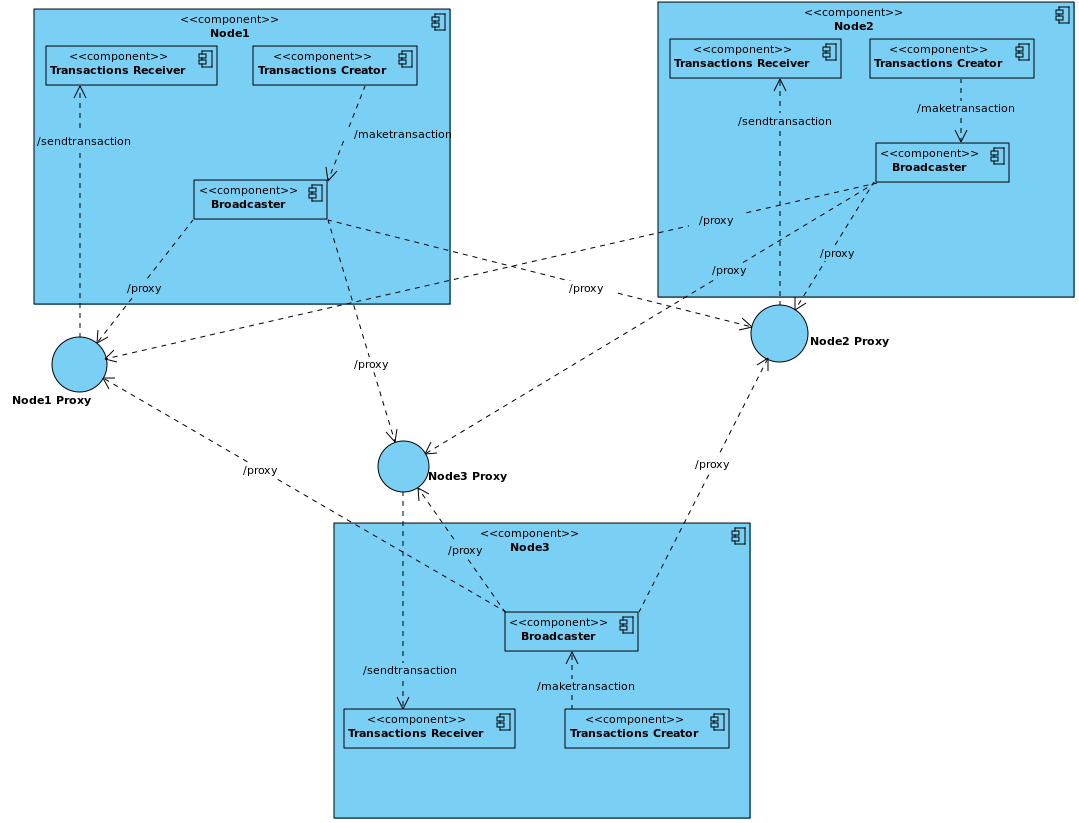 <<component>>
Node1
<<component>>
Transactions Receiver
<<component>>
Transactions Creator
/sendtransaction
/maketransaction
<<component>>
Broadcaster
/proxy
<<component>>
Node2
<<component>>
Transactions Receiver
<<component>>
Transactions Creator
/sendtransaction
/maketransaction
<<component>>
Broadcaster
/proxy
/proxy
/proxy
/proxy
Node2 Proxy
/proxy
Node1 Proxy
/proxy
/proxy
Node3 Proxy
<<component>>
Node3
/proxy
<<component>>
Broadcaster
/sendtransaction
/maketransaction
<<component>>
Transactions Receiver
<<component>>
Transactions Creator